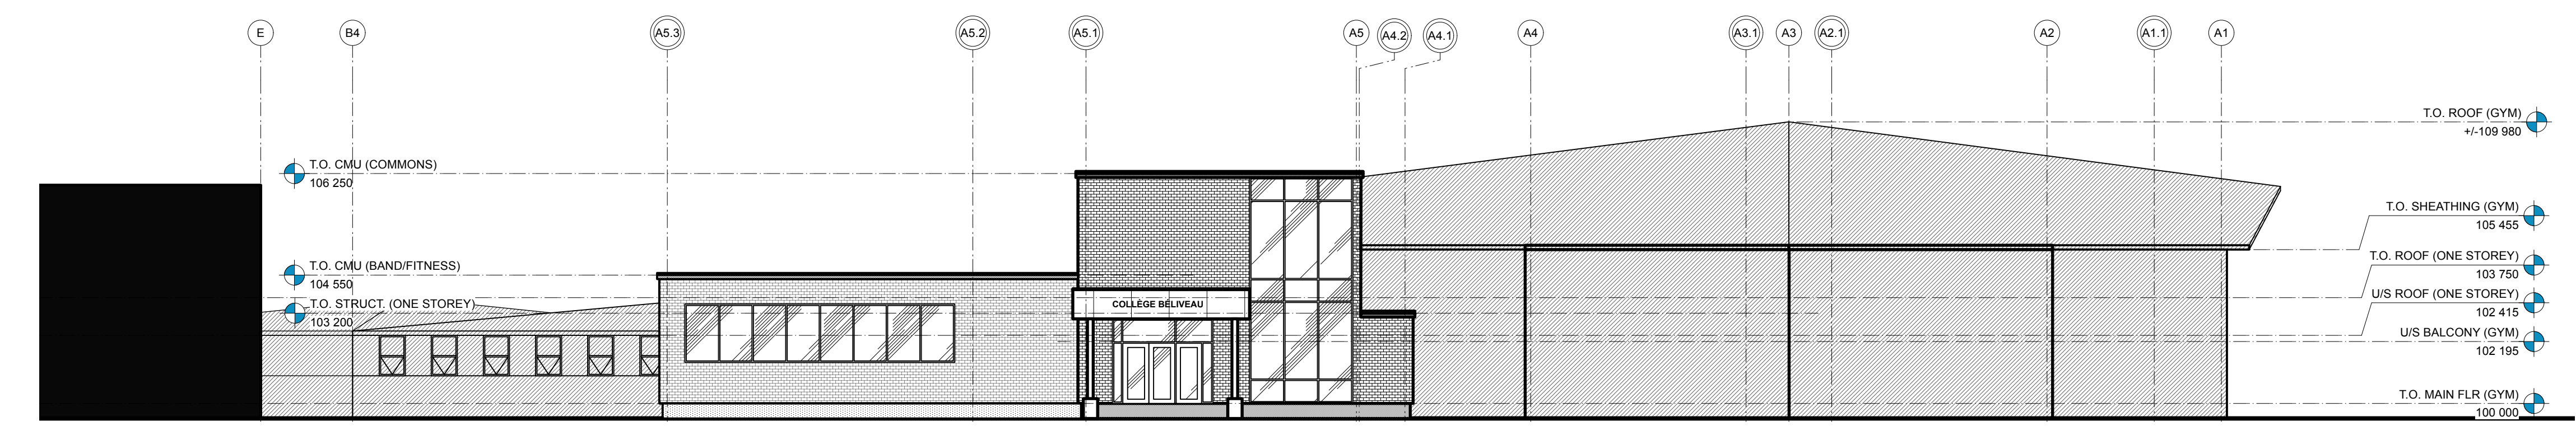 E
B4
A5.3
A5.2
A5.1
A5
A4.2
A4.1
A4
A3.1
A3
A2.1
A2
A1.1
A1
T.O. ROOF (GYM)
+/-109 980
T.O. CMU (COMMONS)
106 250
T.O. SHEATHING (GYM)
105 455
T.O. ROOF (ONE STOREY)
103 750
T.O. CMU (BAND/FITNESS)
104 550
U/S ROOF (ONE STOREY)
102 415
T.O. STRUCT. (ONE STOREY)
103 200
COLLÈGE BÉLIVEAU
U/S BALCONY (GYM)
102 195
T.O. MAIN FLR (GYM)
100 000